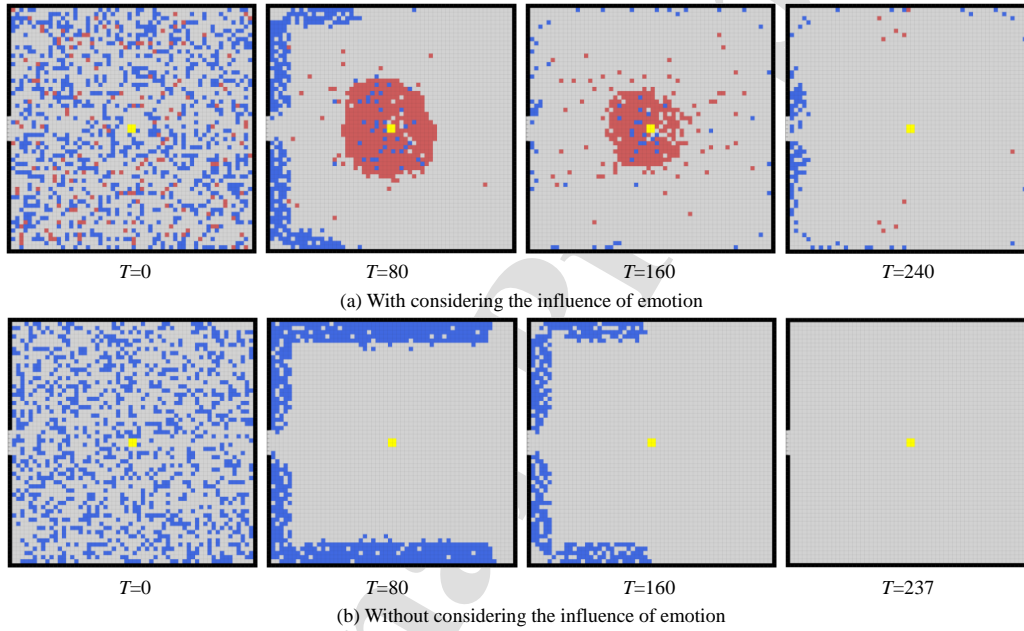 T=0 T=80 T=160 T=240
(a) With considering the influence of emotion
T=0 T=80 T=160 T=237
(b) Without considering the influence of emotion